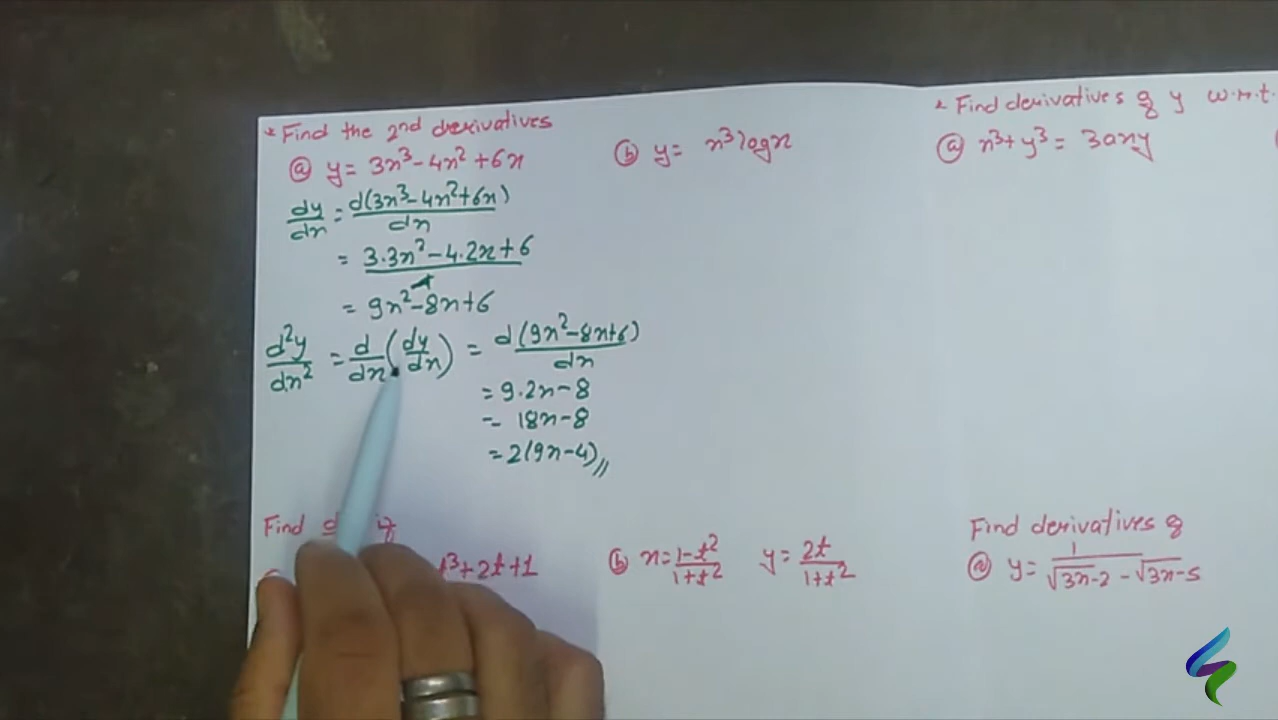 * Find the 2nd derivatives
ⓐ y = 3x³ - 4x² + 6x
dy/dx = d(3x³ - 4x² + 6x)/dx
= 3.3x² - 4.2x + 6
= 9x² - 8x + 6
d²y/dx² = d/dx (dy/dx) = d(9x² - 8x + 6)/dx
= 9.2x - 8
= 18x - 8
= 2(9x - 4)//
ⓑ y = x³ logx
* Find derivatives of y w.r.t.
ⓐ x³ + y³ = 3axy
Find if
t³ + 2t + 1
ⓑ x = 1-t²/1+t² y = 2t/1+t²
Find derivatives of
ⓐ y = 1/√3x-2 - √3x-5